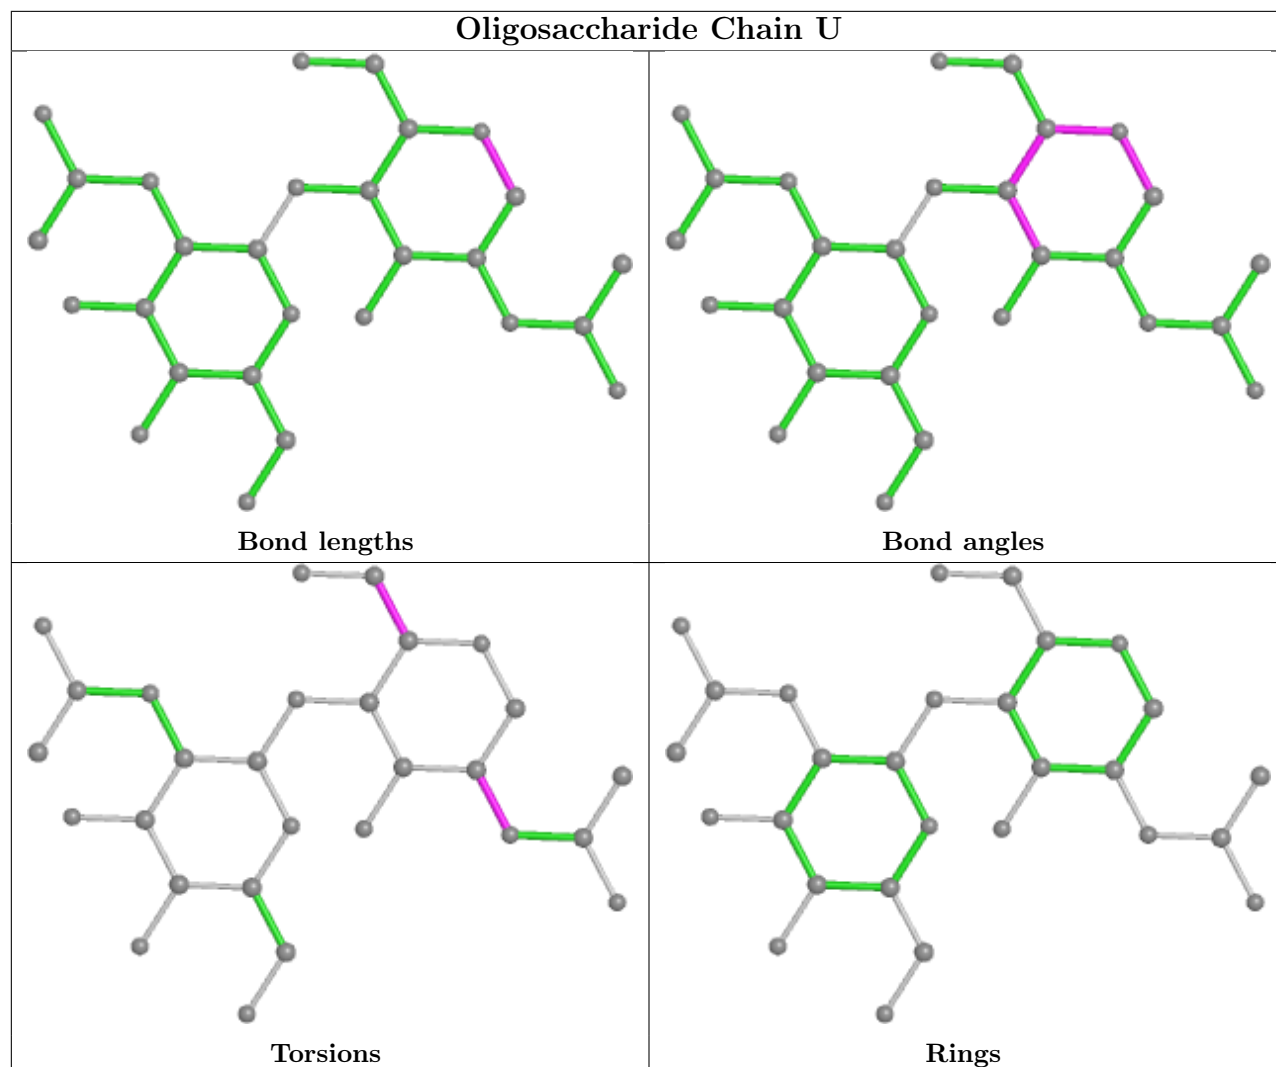 Oligosaccharide Chain U
Bond lengths
Bond angles
Torsions
Rings